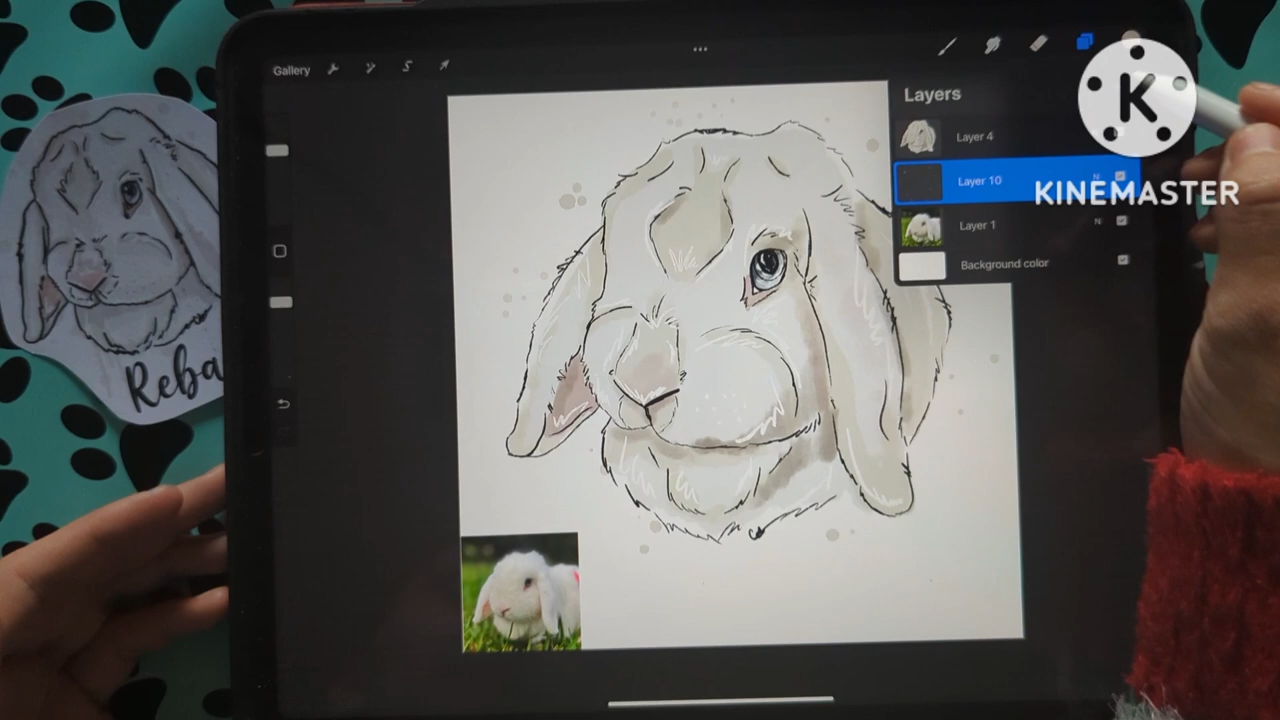 Gallery
Layers
Layer 4
Layer 10
N
Layer 1
N
Background color
K
KINEMASTER
Reba